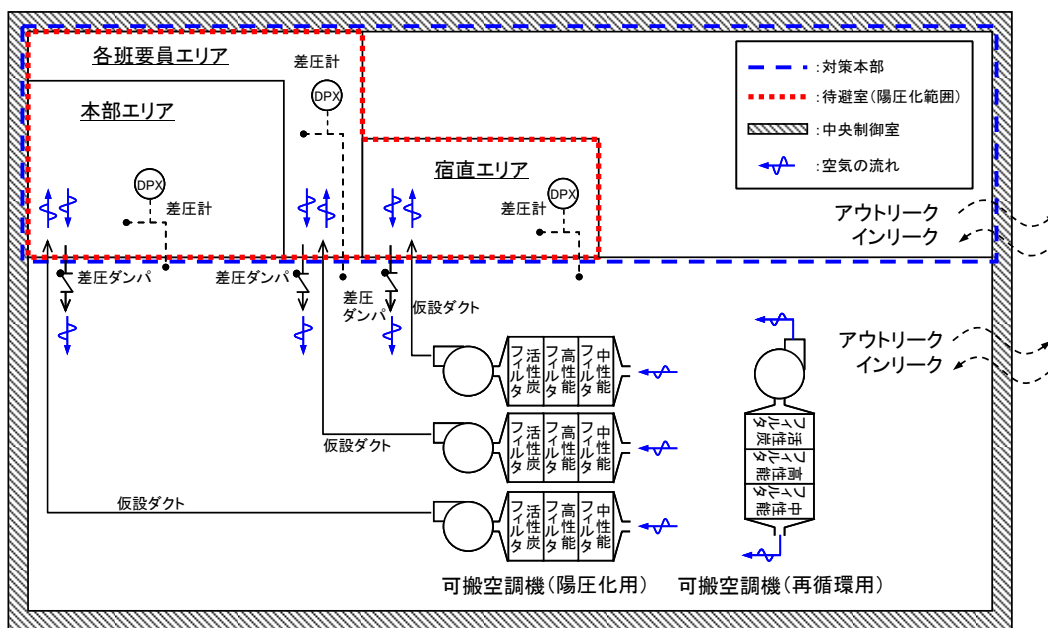 各班要員エリア
差圧計
DPX
本部エリア
DPX
差圧計
宿直エリア
差圧計
DPX
:対策本部
:待避室(陽圧化範囲)
:中央制御室
:空気の流れ
アウトリーク
インリーク
差圧ダンパ
差圧ダンパ
差圧
ダンパ
仮設ダクト
アウトリーク
インリーク
活性炭
フィルタ
高性能
フィルタ
中性能
フィルタ
仮設ダクト
活性炭
フィルタ
高性能
フィルタ
中性能
フィルタ
仮設ダクト
活性炭
フィルタ
高性能
フィルタ
中性能
フィルタ
活性炭
フィルタ
高性能
フィルタ
中性能
フィルタ
可搬空調機(陽圧化用)
可搬空調機(再循環用)